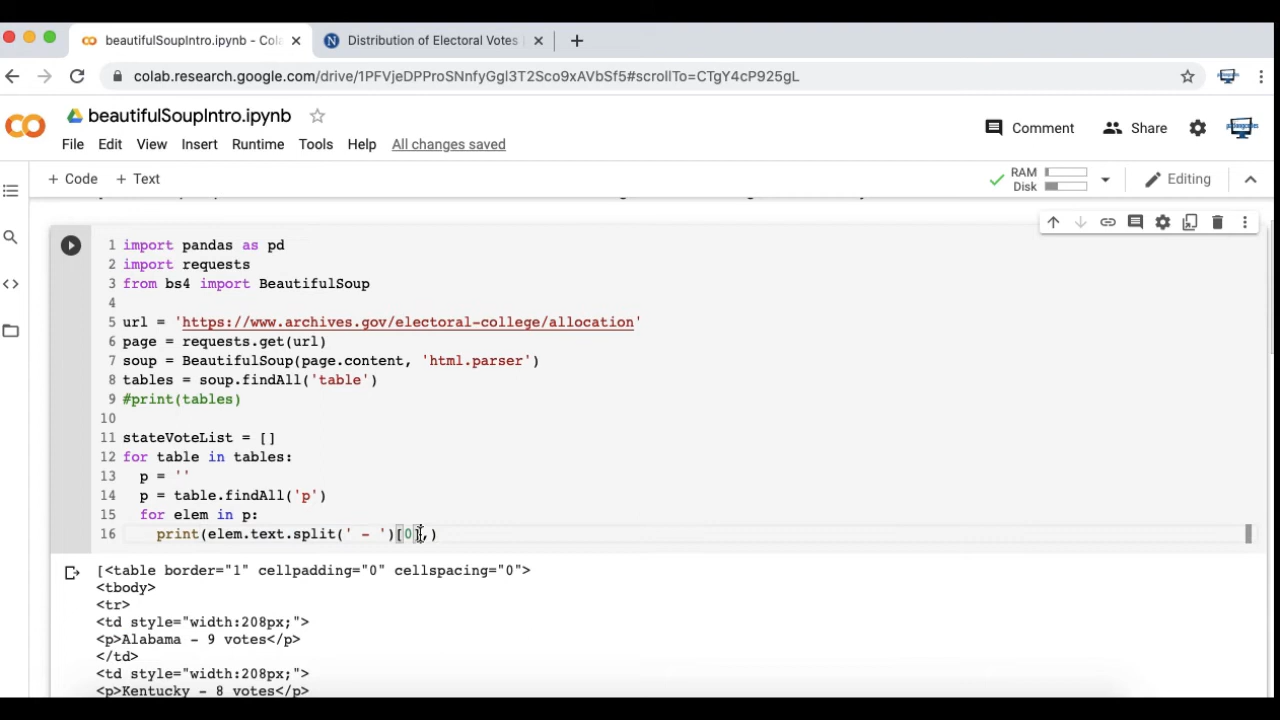 beautifulSoupIntro.ipynb - Cola
Distribution of Electoral Votes
colab.research.google.com/drive/1PFVjeDPProSNnfyGgl3T2Sco9xAVbSf5#scrollTo=CTgY4cP925gL
beautifulSoupIntro.ipynb
File Edit View Insert Runtime Tools Help All changes saved
Comment Share
+ Code + Text
RAM
Disk
Editing
1 import pandas as pd
2 import requests
3 from bs4 import BeautifulSoup
4
5 url = 'https://www.archives.gov/electoral-college/allocation'
6 page = requests.get(url)
7 soup = BeautifulSoup(page.content, 'html.parser')
8 tables = soup.findAll('table')
9 #print(tables)
10
11 stateVoteList = []
12 for table in tables:
13 p = ''
14 p = table.findAll('p')
15 for elem in p:
16 print(elem.text.split(' - ')[0],)
[<table border="1" cellpadding="0" cellspacing="0">
<tbody>
<tr>
<td style="width:208px;">
<p>Alabama - 9 votes</p>
</td>
<td style="width:208px;">
<p>Kentucky - 8 votes</p>